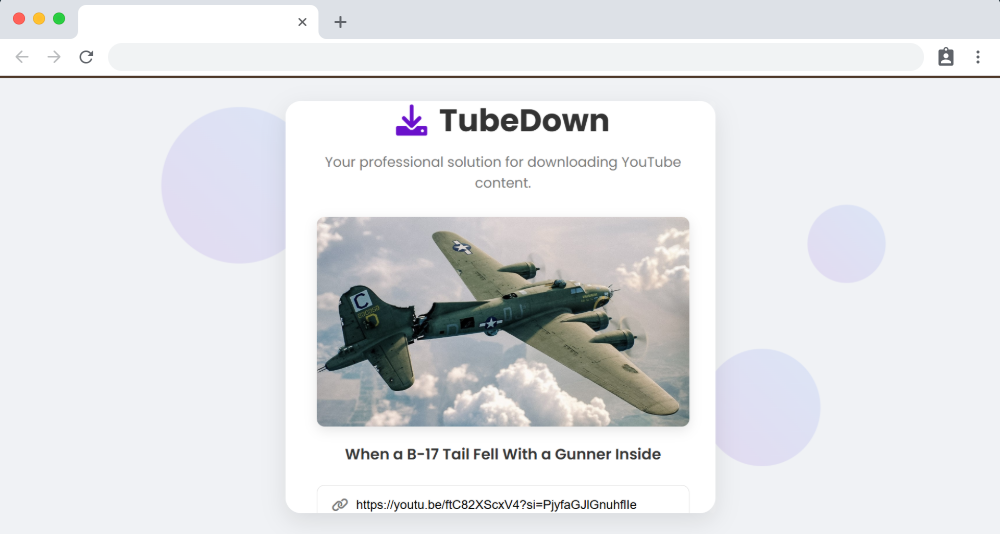 TubeDown
Your professional solution for downloading YouTube
content.
C
When a B-17 Tail Fell With a Gunner Inside
https://youtu.be/ftC82XScxV4?si=PjyfaGJlGnuhflIe